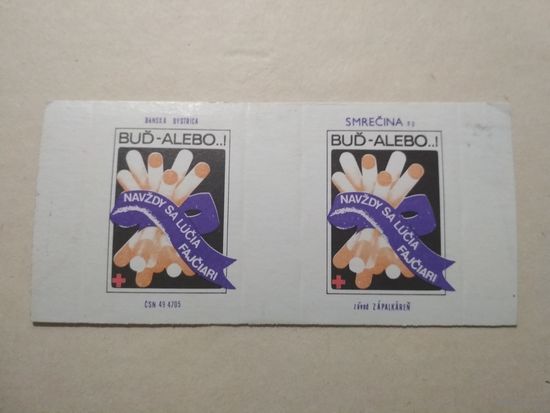 BANSKÁ BYSTRICA
BUĎ-ALEBO..!
NAVŽDY SA LÚČIA
FAJČIARI
ČSN 49 4705
SMREČINA n.p.
BUĎ-ALEBO..!
NAVŽDY SA LÚČIA
FAJČIARI
závod ZÁPALKÁREŇ